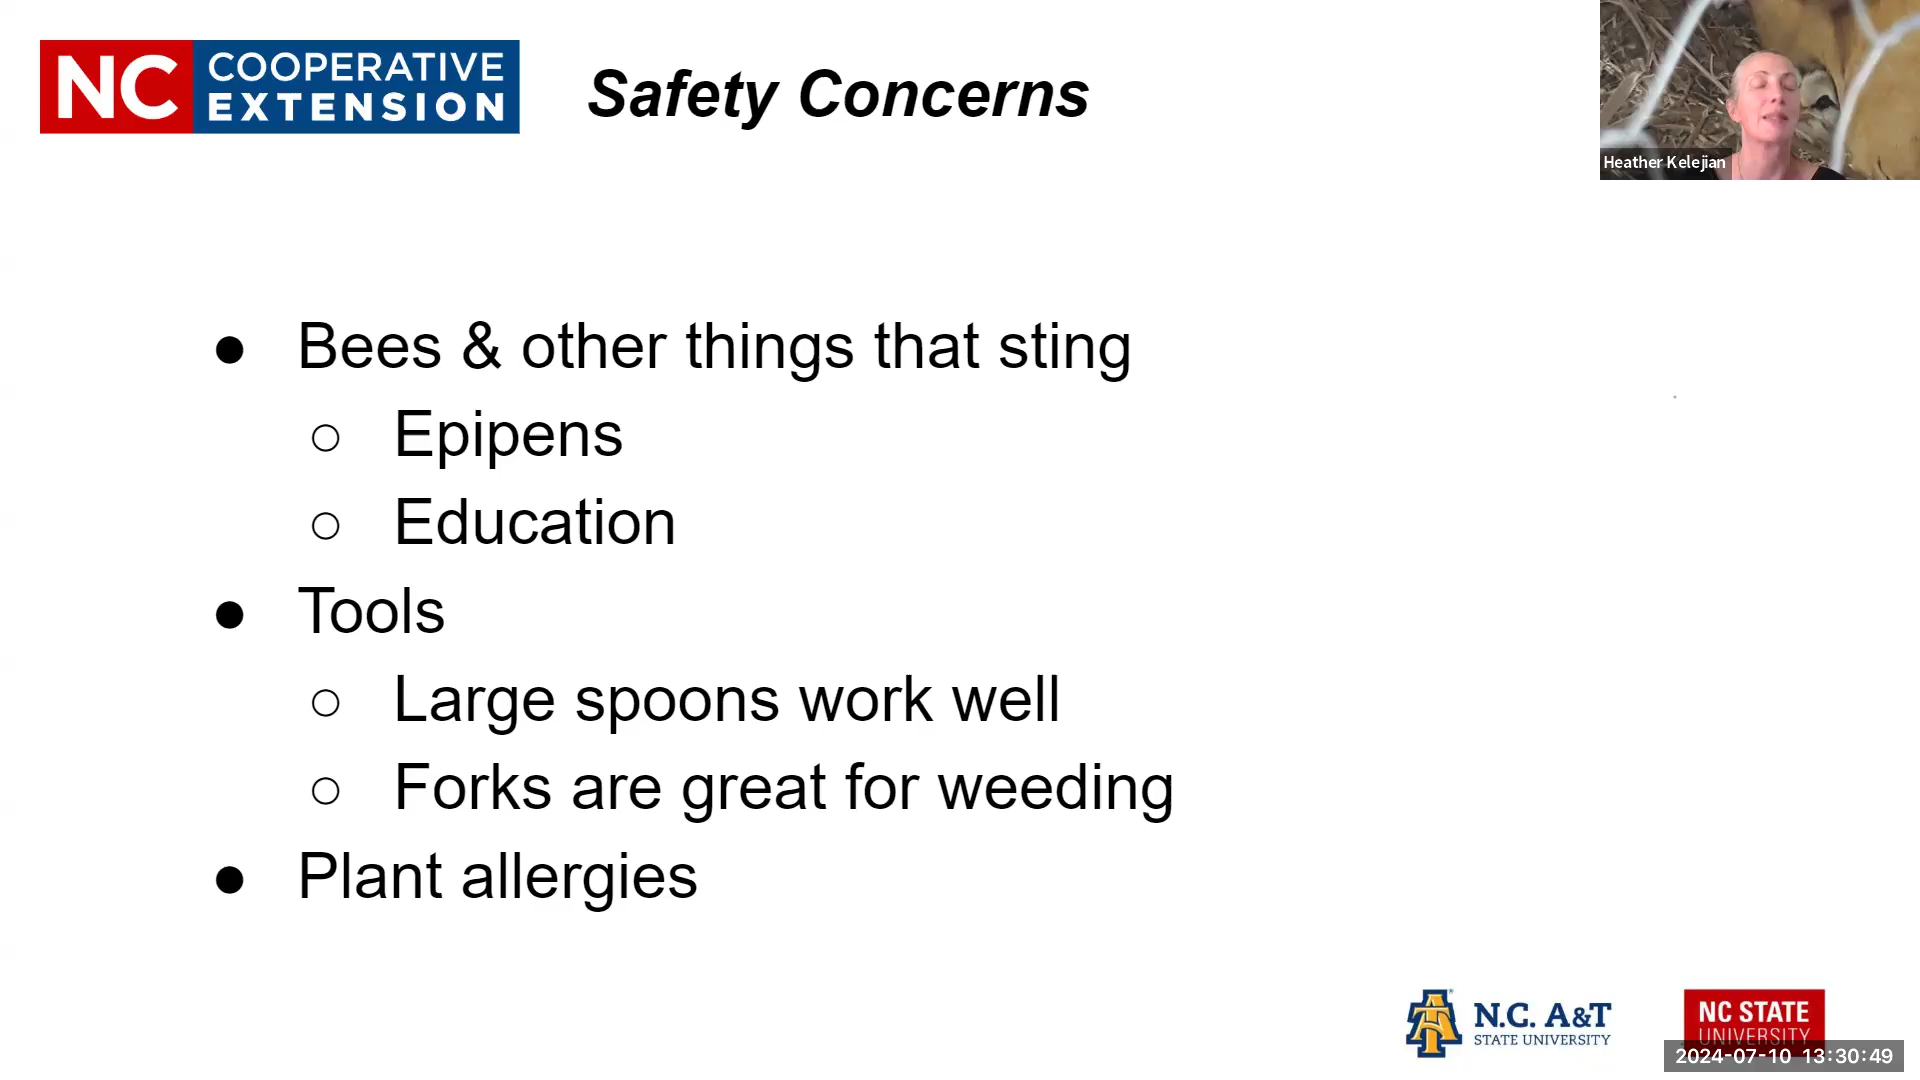 NC COOPERATIVE
EXTENSION
Safety Concerns
Heather Kelejian
● Bees & other things that sting
○ Epipens
○ Education
● Tools
○ Large spoons work well
○ Forks are great for weeding
● Plant allergies
N.C. A&T
STATE UNIVERSITY
NC STATE
UNIVERSITY
2024-07-10 13:30:49